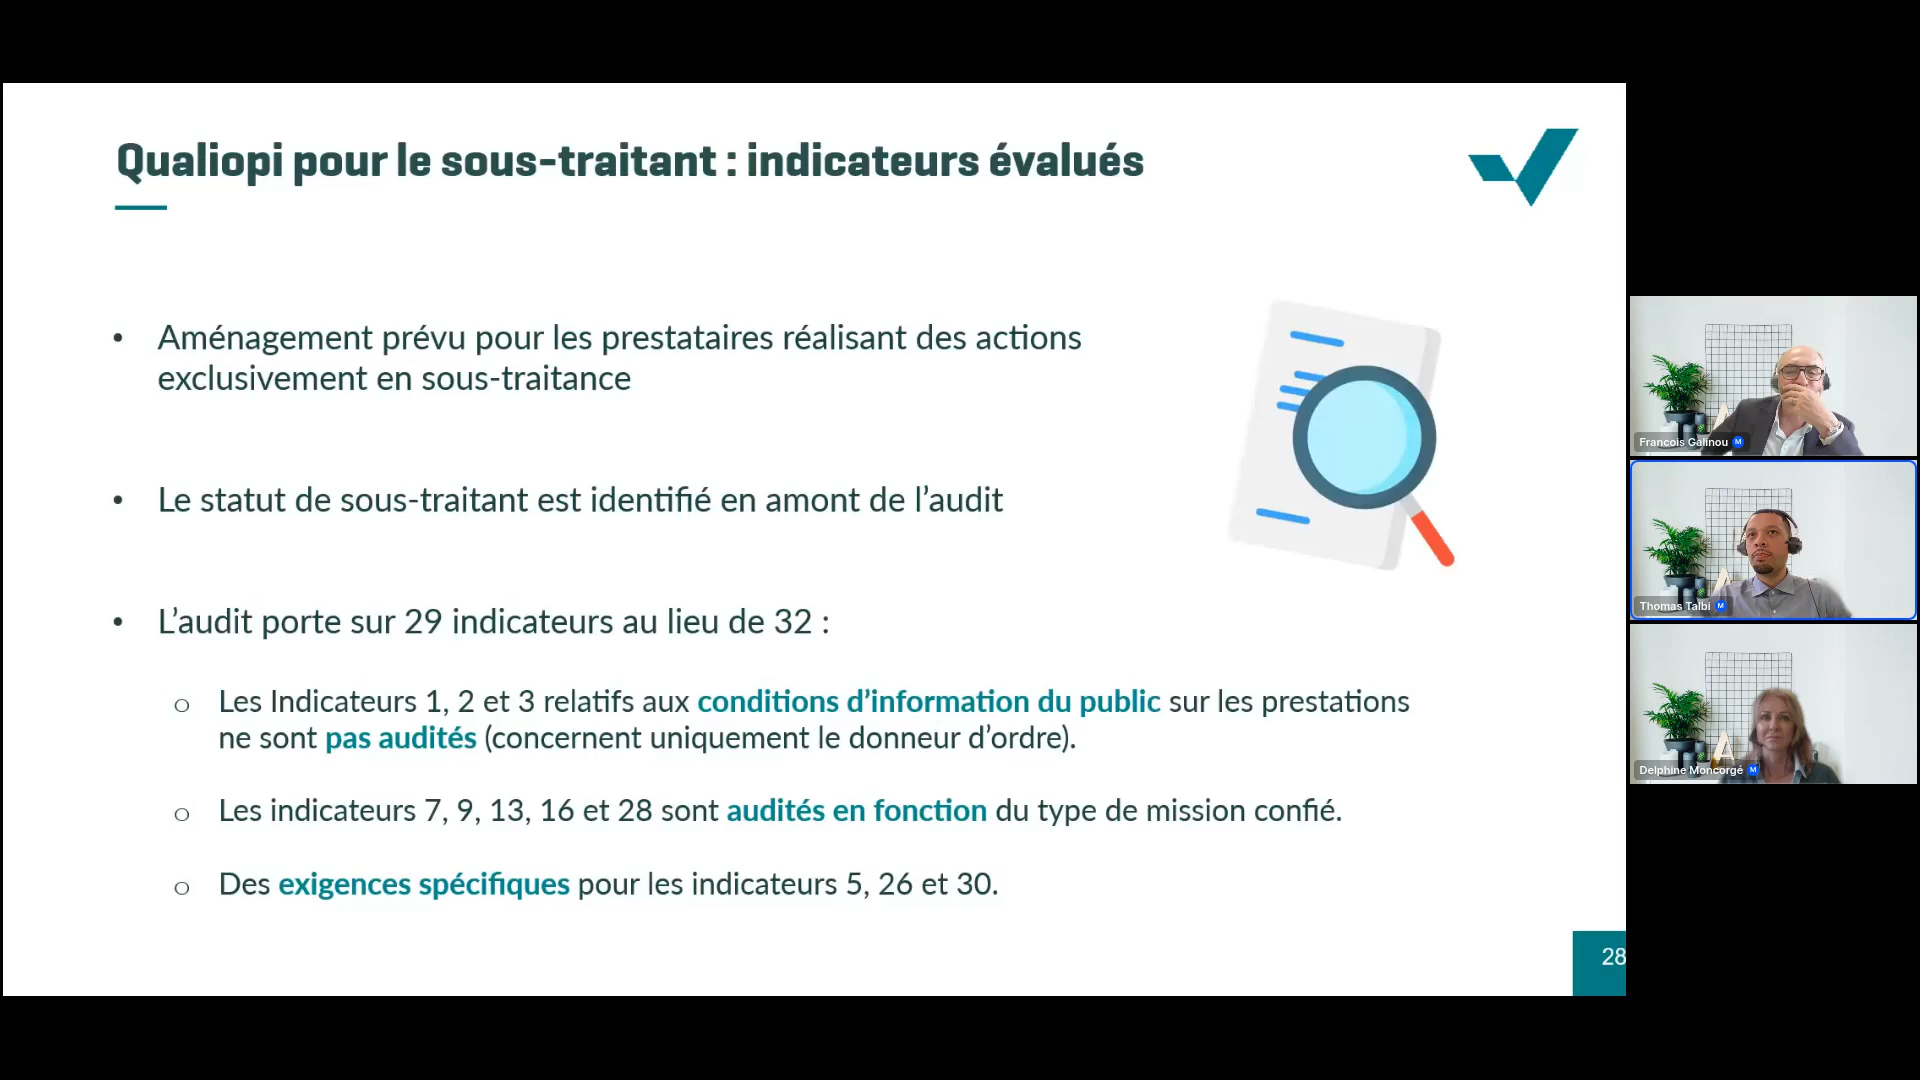 Qualiopi pour le sous-traitant : indicateurs évalués
• Aménagement prévu pour les prestataires réalisant des actions
exclusivement en sous-traitance
• Le statut de sous-traitant est identifié en amont de l’audit
• L’audit porte sur 29 indicateurs au lieu de 32 :
o Les Indicateurs 1, 2 et 3 relatifs aux conditions d’information du public sur les prestations
ne sont pas audités (concernent uniquement le donneur d’ordre).
o Les indicateurs 7, 9, 13, 16 et 28 sont audités en fonction du type de mission confié.
o Des exigences spécifiques pour les indicateurs 5, 26 et 30.
28
Francois Galinou M
Thomas Talbi M
Delphine Moncorgé M